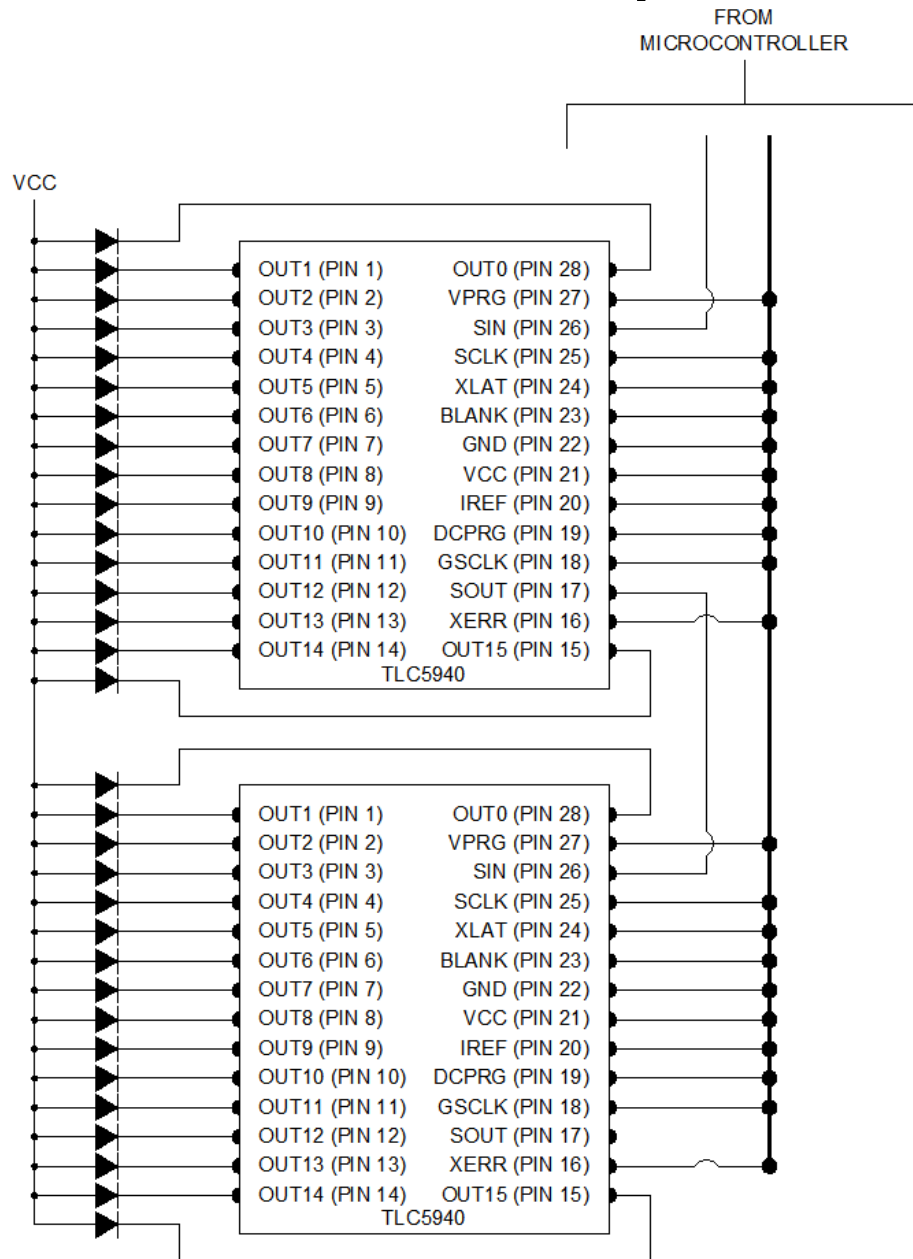 FROM
MICROCONTROLLER
VCC
OUT1 (PIN 1) OUT0 (PIN 28)
OUT2 (PIN 2) VPRG (PIN 27)
OUT3 (PIN 3) SIN (PIN 26)
OUT4 (PIN 4) SCLK (PIN 25)
OUT5 (PIN 5) XLAT (PIN 24)
OUT6 (PIN 6) BLANK (PIN 23)
OUT7 (PIN 7) GND (PIN 22)
OUT8 (PIN 8) VCC (PIN 21)
OUT9 (PIN 9) IREF (PIN 20)
OUT10 (PIN 10) DCPRG (PIN 19)
OUT11 (PIN 11) GSCLK (PIN 18)
OUT12 (PIN 12) SOUT (PIN 17)
OUT13 (PIN 13) XERR (PIN 16)
OUT14 (PIN 14) OUT15 (PIN 15)
TLC5940
OUT1 (PIN 1) OUT0 (PIN 28)
OUT2 (PIN 2) VPRG (PIN 27)
OUT3 (PIN 3) SIN (PIN 26)
OUT4 (PIN 4) SCLK (PIN 25)
OUT5 (PIN 5) XLAT (PIN 24)
OUT6 (PIN 6) BLANK (PIN 23)
OUT7 (PIN 7) GND (PIN 22)
OUT8 (PIN 8) VCC (PIN 21)
OUT9 (PIN 9) IREF (PIN 20)
OUT10 (PIN 10) DCPRG (PIN 19)
OUT11 (PIN 11) GSCLK (PIN 18)
OUT12 (PIN 12) SOUT (PIN 17)
OUT13 (PIN 13) XERR (PIN 16)
OUT14 (PIN 14) OUT15 (PIN 15)
TLC5940